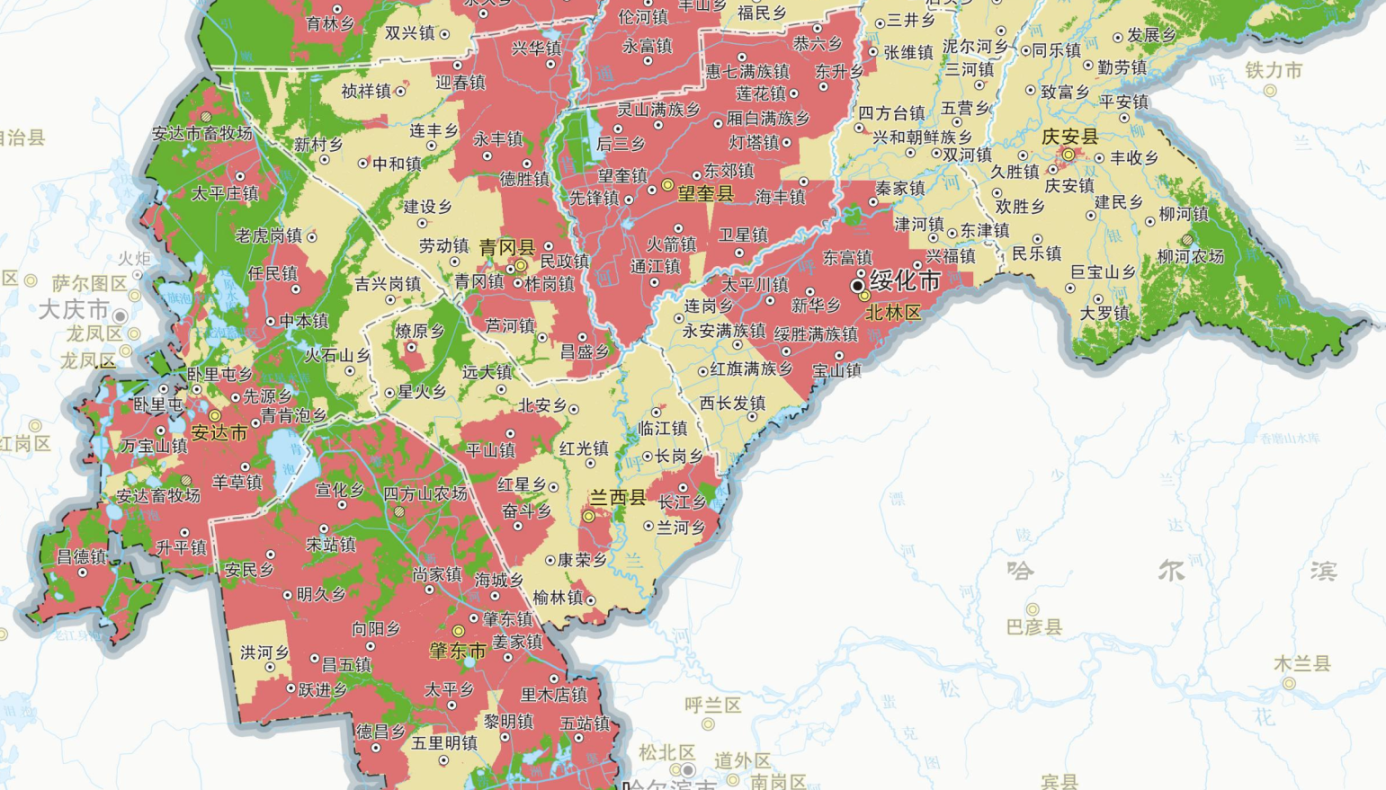 育林乡
双兴镇
伦河镇
福民乡
三井乡
兴华镇
永富镇
恭六乡
张维镇
泥尔河乡
同乐镇
发展乡
迎春镇
惠七满族镇
东升乡
三河镇
勤劳镇
铁力市
祯祥镇
莲花镇
致富乡
平安镇
安达市畜牧场
灵山满族乡
厢白满族乡
四方台镇
五营乡
自治县
新村乡
连丰乡
永丰镇
后三乡
灯塔镇
兴和朝鲜族乡
庆安县
中和镇
双河镇
丰收乡
太平庄镇
德胜镇
望奎镇
东郊镇
久胜镇
庆安镇
先锋镇
望奎县
海丰镇
秦家镇
建设乡
欢胜乡
建民乡
柳河镇
老虎岗镇
劳动镇
青冈县
火箭镇
卫星镇
津河镇
东津镇
火炬
任民镇
民政镇
通江镇
东富镇
兴福镇
民乐镇
柳河农场
萨尔图区
吉兴岗镇
青冈镇
柞岗镇
太平川镇
绥化市
巨宝山乡
大庆市
中本镇
燎原乡
芦河镇
连岗乡
新华乡
北林区
大罗镇
龙凤区
火石山乡
昌盛乡
永安满族镇
绥胜满族镇
龙凤区
卧里屯乡
远大镇
红旗满族乡
宝山镇
卧里屯
先源乡
星火乡
北安乡
西长发镇
安达市
青肯泡乡
临江镇
红岗区
万宝山镇
平山镇
红光镇
长岗乡
羊草镇
安达畜牧场
宣化乡
四方山农场
红星乡
兰西县
长江乡
奋斗乡
兰河乡
昌德镇
升平镇
宋站镇
康荣乡
安民乡
尚家镇
海城乡
哈
尔
滨
明久乡
榆林镇
向阳乡
肇东镇
巴彦县
洪河乡
肇东市
姜家镇
昌五镇
木兰县
跃进乡
太平乡
里木店镇
呼兰区
德昌乡
黎明镇
五站镇
五里明镇
松北区
道外区
南岗区
宾县
哈尔滨市